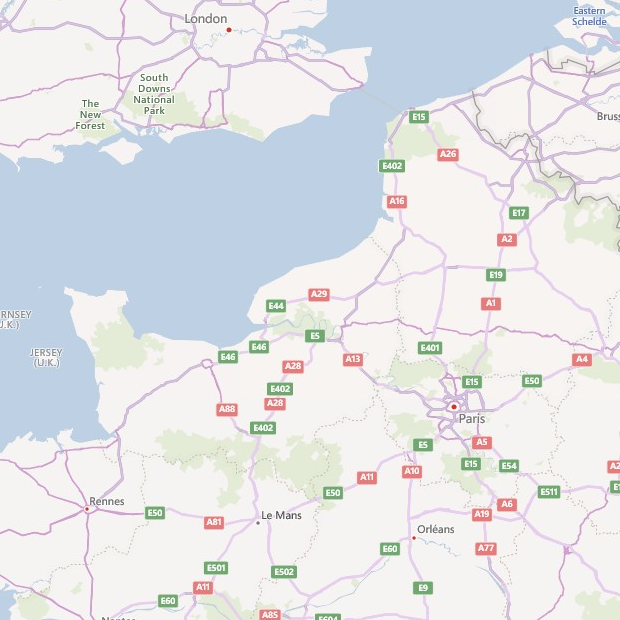 London
Eastern
Schelde
South
Downs
National
Park
The
New
Forest
E15
Bruss
A26
E402
A16
E17
A2
E19
A29
E44
A1
E5
E46
E46
E401
JERSEY
(U.K.)
A28
A13
A4
E402
E15
E50
A28
A88
Paris
E402
E5
A5
A11
A10
E15
E54
A2
E50
E511
E1
Rennes
E50
A81
Le Mans
A19
A6
Orléans
E60
A77
E501
E502
A11
E9
E60
A85
E604